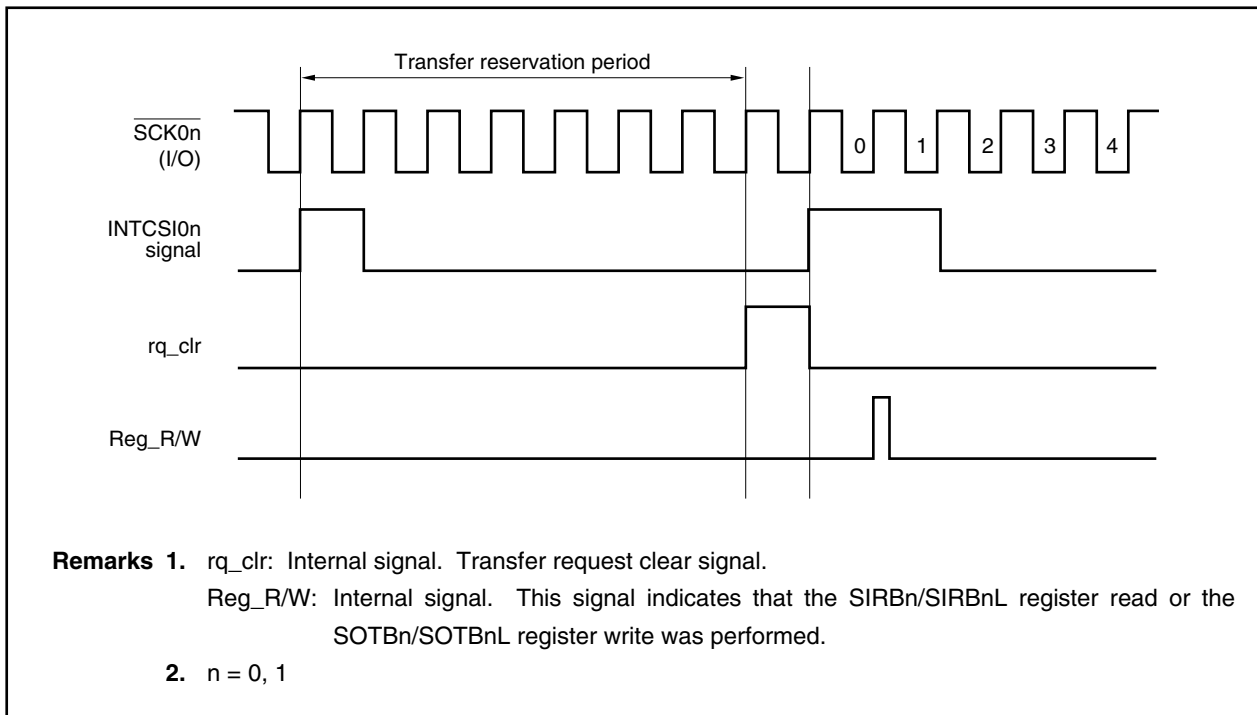 Transfer reservation period
SCK0n
(I/O)
0 1 2 3 4
INTCSI0n
signal
rq_clr
Reg_R/W
Remarks 1. rq_clr: Internal signal. Transfer request clear signal.
Reg_R/W: Internal signal. This signal indicates that the SIRBn/SIRBnL register read or the
SOTBn/SOTBnL register write was performed.
2. n = 0, 1